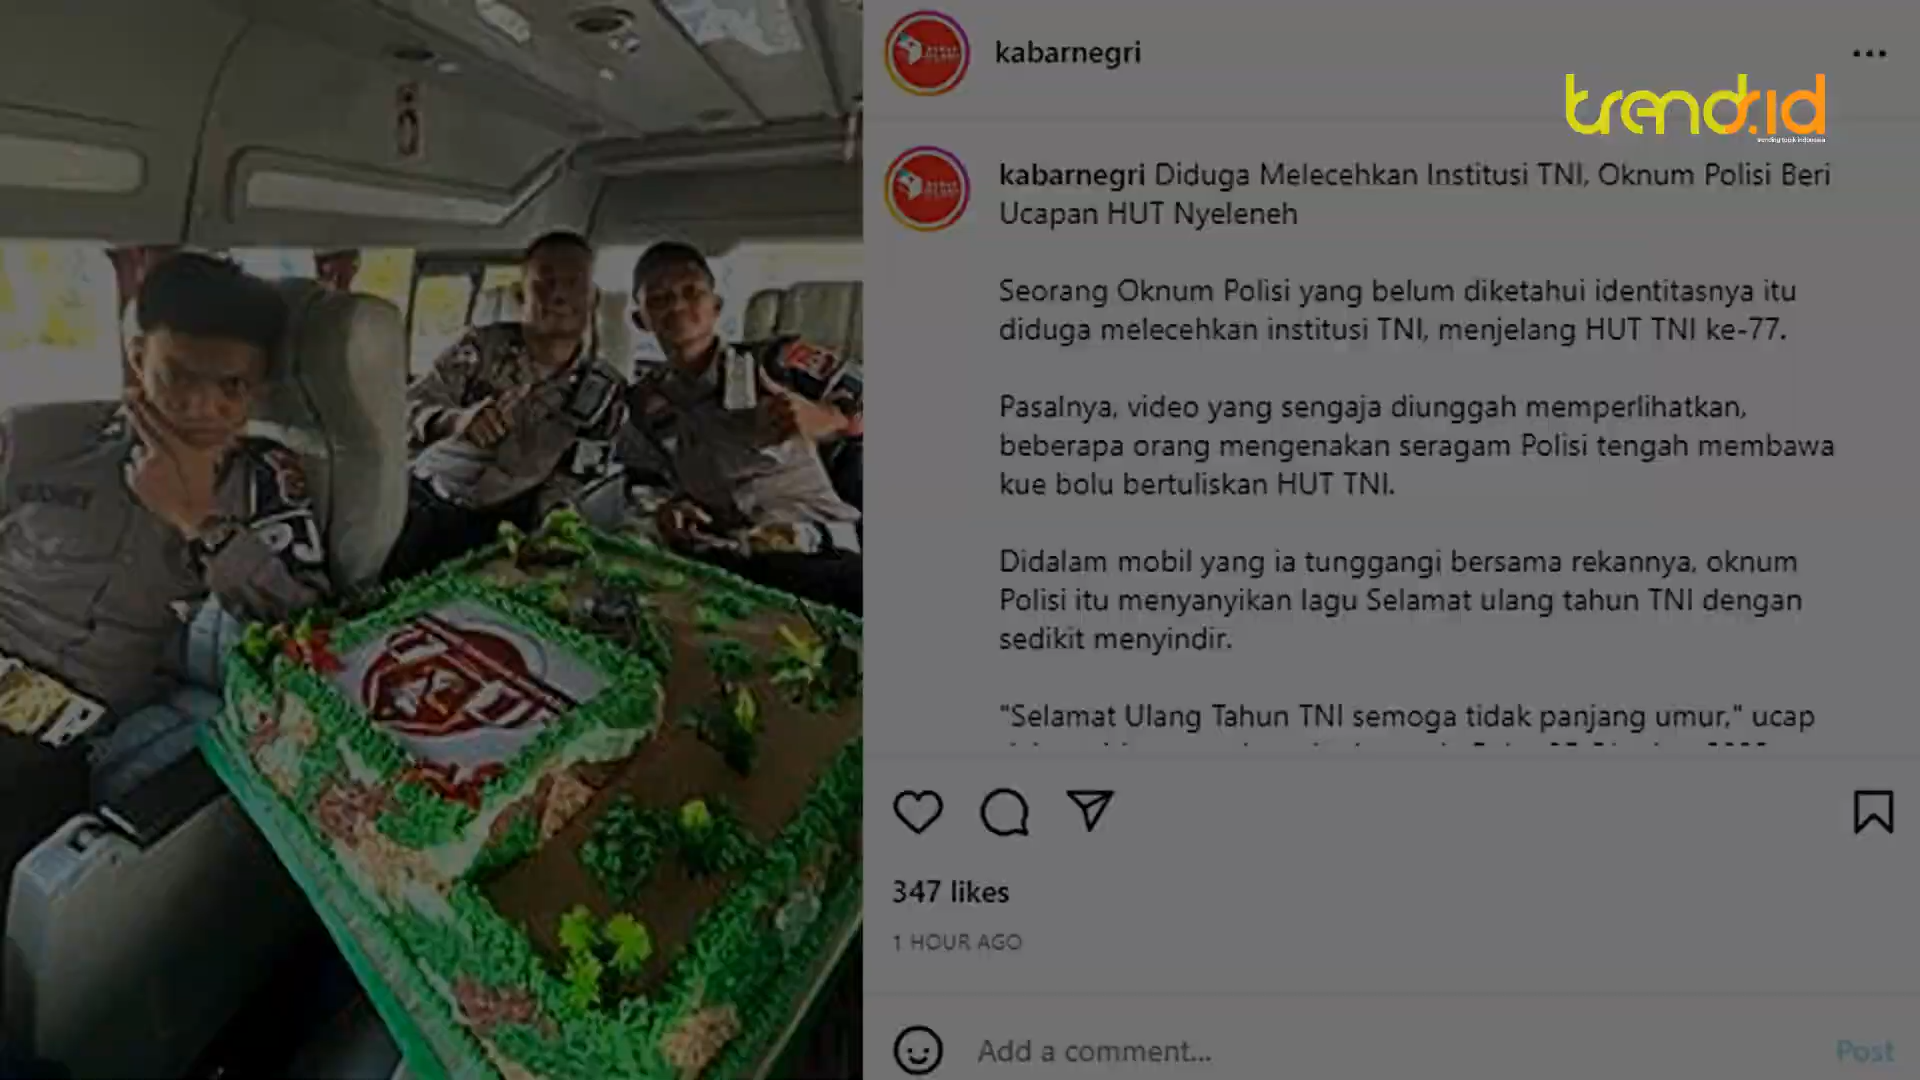 kabarnegri
trends.id
trending topik indonesia
kabarnegri Diduga Melecehkan Institusi TNI, Oknum Polisi Beri
Ucapan HUT Nyeleneh
Seorang Oknum Polisi yang belum diketahui identitasnya itu
diduga melecehkan institusi TNI, menjelang HUT TNI ke-77.
Pasalnya, video yang sengaja diunggah memperlihatkan,
beberapa orang mengenakan seragam Polisi tengah membawa
kue bolu bertuliskan HUT TNI.
Didalam mobil yang ia tunggangi bersama rekannya, oknum
Polisi itu menyanyikan lagu Selamat ulang tahun TNI dengan
sedikit menyindir.
"Selamat Ulang Tahun TNI semoga tidak panjang umur," ucap
347 likes
1 HOUR AGO
Add a comment...
Post